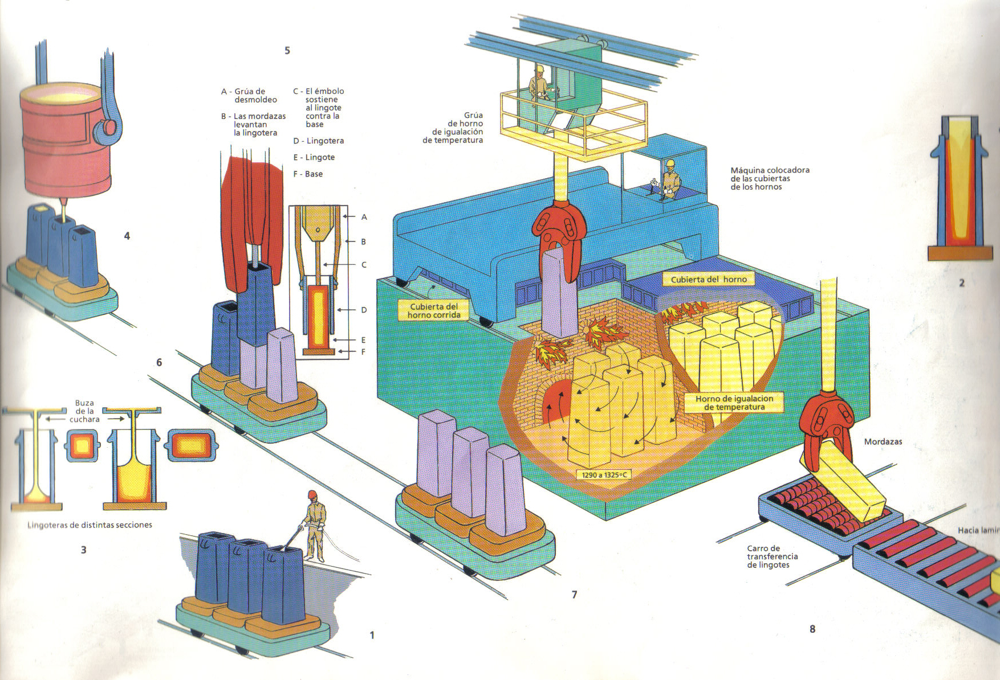 5
A - Grúa de
desmoldeo
B - Las mordazas
levantan
la lingotera
C - El émbolo
sostiene
al lingote
contra la
base
D - Lingotera
E - Lingote
F - Base
A
B
C
D
E
F
4
6
Buza
de la
cuchara
Lingoteras de distintas secciones
3
1
Grúa
de horno
de igualación
de temperatura
Máquina colocadora
de las cubiertas
de los hornos
Cubierta del
horno corrida
Cubierta del horno
Horno de igualacion
de temperatura
1290 a 1325ºC
7
2
Mordazas
Carro de
transferencia
de lingotes
Hacia
8